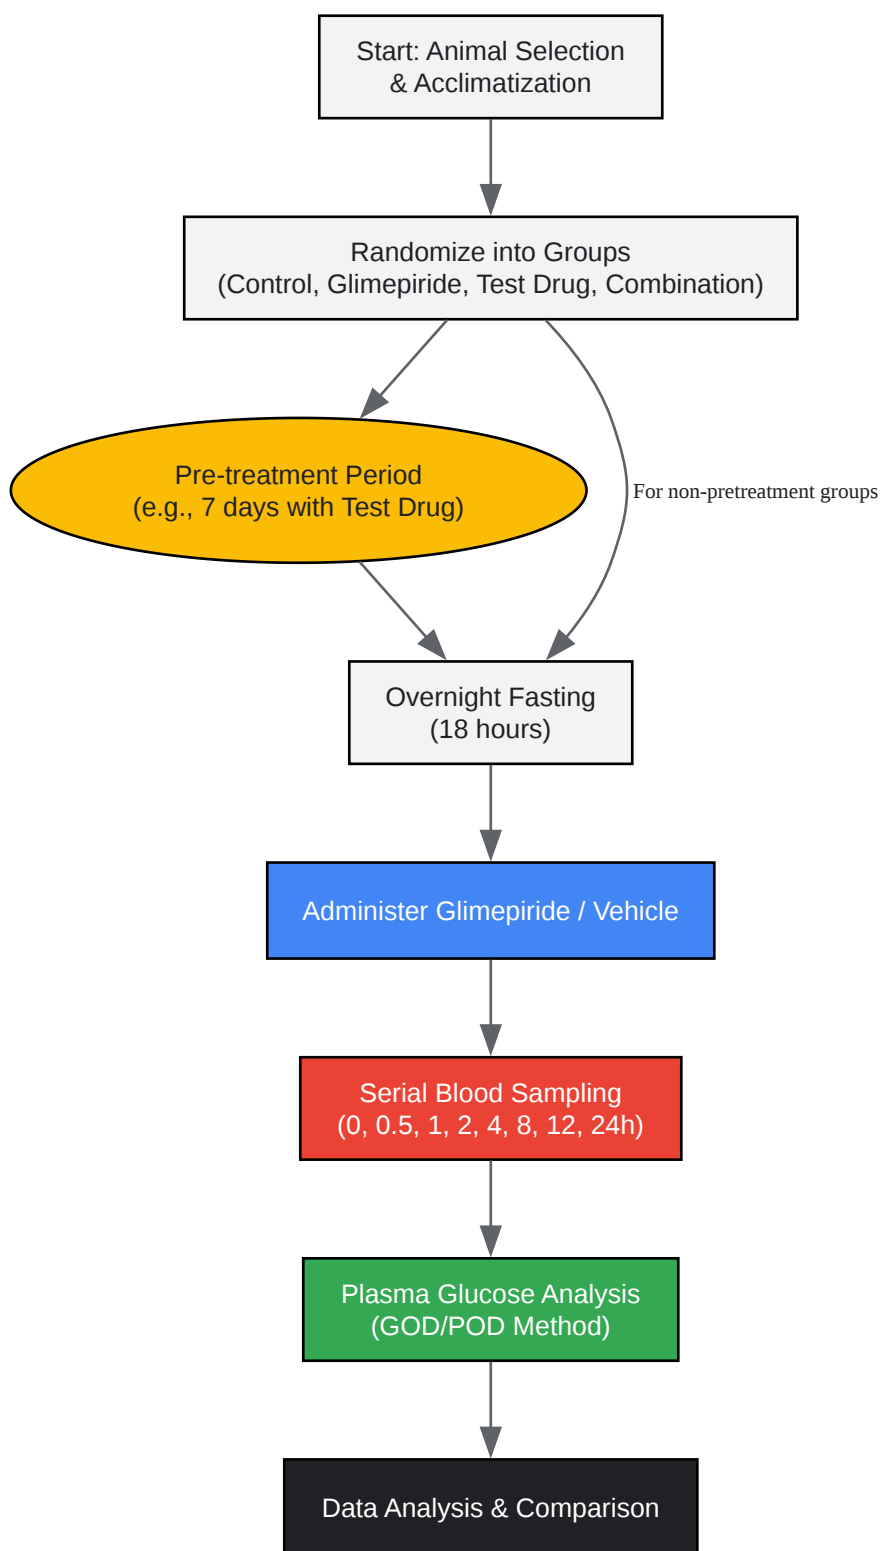 Start: Animal Selection
& Acclimatization
Randomize into Groups
(Control, Glimepiride, Test Drug, Combination)
Pre-treatment Period
(e.g., 7 days with Test Drug)
For non-pretreatment groups
Overnight Fasting
(18 hours)
Administer Glimepiride / Vehicle
Serial Blood Sampling
(0, 0.5, 1, 2, 4, 8, 12, 24h)
Plasma Glucose Analysis
(GOD/POD Method)
Data Analysis & Comparison